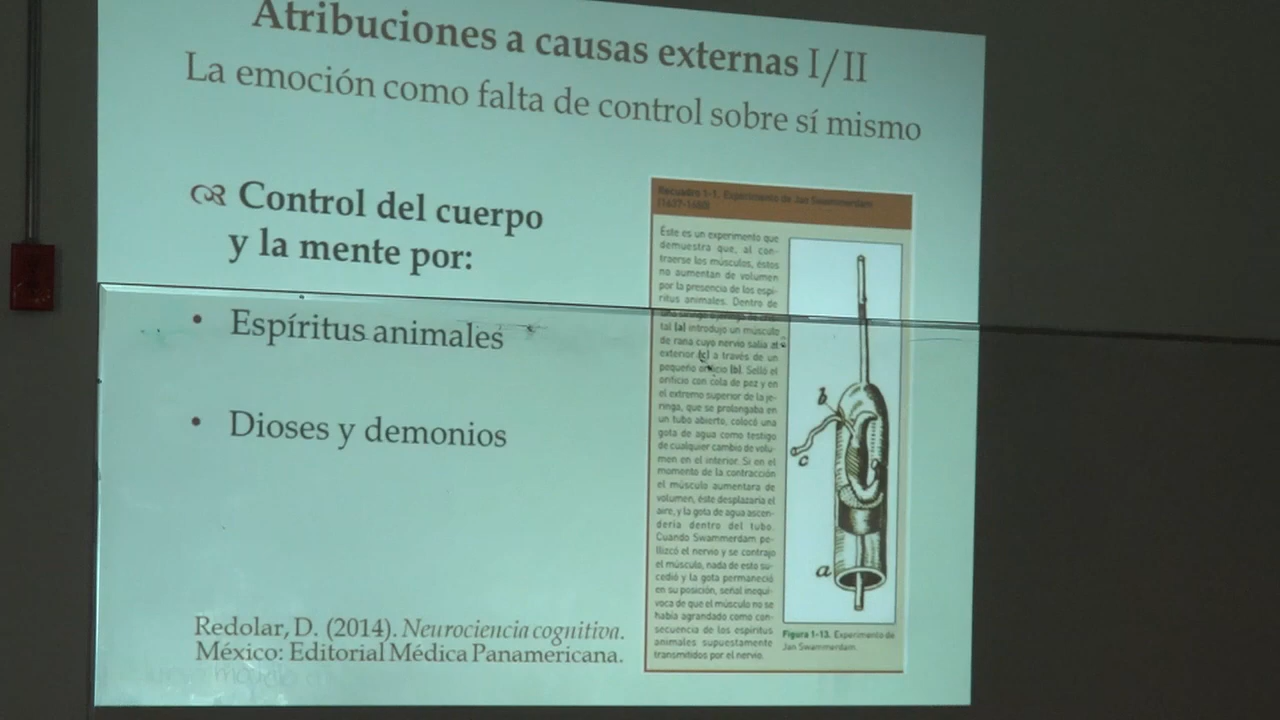 Atribuciones a causas externas I/II
La emoción como falta de control sobre sí mismo
Control del cuerpo
y la mente por:
• Espíritus animales
• Dioses y demonios
Redolar, D. (2014). Neurociencia cognitiva.
México: Editorial Médica Panamericana.
Recuadro 1-1. Experimento de Jan Swammerdam
(1637-1680)
Éste es un experimento que
demuestra que, al con-
traerse los músculos, éstos
no aumentan de volumen
por la presencia de los espí-
ritus animales. Dentro de
tal (a) introdujo un músculo
de rana cuyo nervio salía al
exterior (c) a través de un
pequeño orificio (b). Selló el
orificio con cola de pez y en
el extremo superior de la je-
ringa, que se prolongaba en
un tubo abierto, colocó una
gota de agua como testigo
de cualquier cambio de volu-
men en el interior. Si en el
momento de la contracción
el músculo aumentara de
volumen, éste desplazaría el
aire, y la gota de agua ascen-
dería dentro del tubo.
Cuando Swammerdam pe-
llizcó el nervio y se contrajo
el músculo, nada de esto su-
cedió y la gota permaneció
en su posición, señal inequí-
voca de que el músculo no se
había agrandado como con-
secuencia de los espíritus
animales supuestamente
transmitidos por el nervio.
b
c
a
Figura 1-13. Experimento de
Jan Swammerdam.